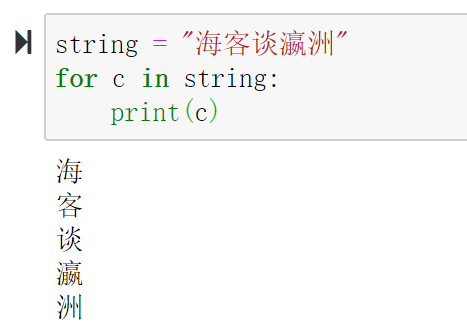 string = "海客谈瀛洲"
for c in string:
    print(c)
海
客
谈
瀛
洲